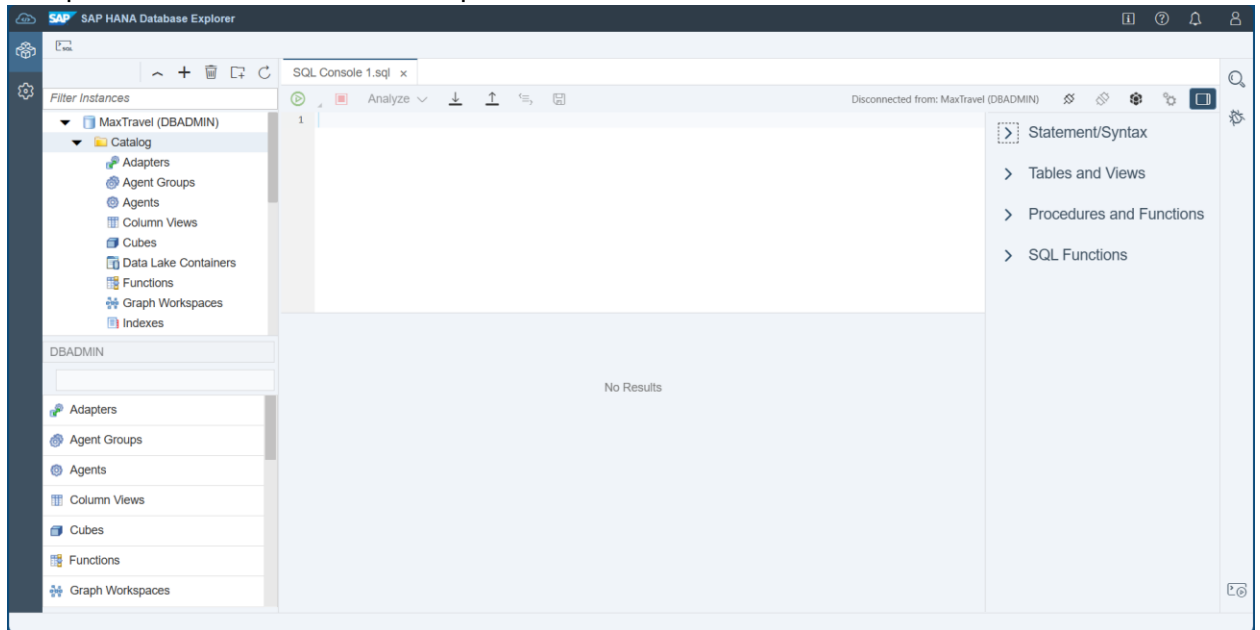 SAP SAP HANA Database Explorer
SQL
SQL Console 1.sql ×
Filter Instances
Analyze
Disconnected from: MaxTravel (DBADMIN)
MaxTravel (DBADMIN)
Catalog
Adapters
Agent Groups
Agents
Column Views
Cubes
Data Lake Containers
Functions
Graph Workspaces
Indexes
1
Statement/Syntax
Tables and Views
Procedures and Functions
SQL Functions
DBADMIN
Adapters
Agent Groups
Agents
Column Views
Cubes
Functions
Graph Workspaces
No Results